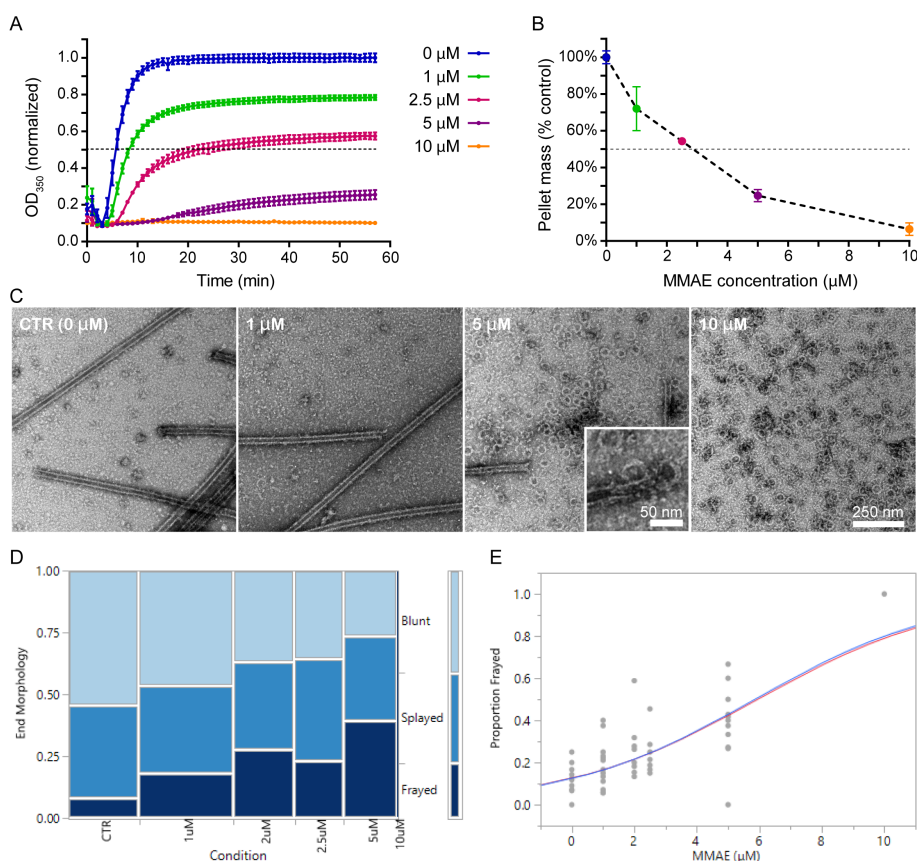 A
OD350 (normalized)
1.0
0.8
0.6
0.4
0.2
0.0
0 10 20 30 40 50 60
Time (min)
0 µM
1 µM
2.5 µM
5 µM
10 µM
B
Pellet mass (% control)
100%
80%
60%
40%
20%
0%
0 2 4 6 8 10
MMAE concentration (µM)
C
CTR (0 µM)
1 µM
5 µM
50 nm
10 µM
250 nm
D
End Morphology
1.00
0.75
0.50
0.25
0.00
Blunt
Splayed
Frayed
CTR
1uM
2uM
2.5uM
5uM
10uM
Condition
E
Proportion Frayed
1.0
0.8
0.6
0.4
0.2
0.0
0 2 4 6 8 10
MMAE (µM)